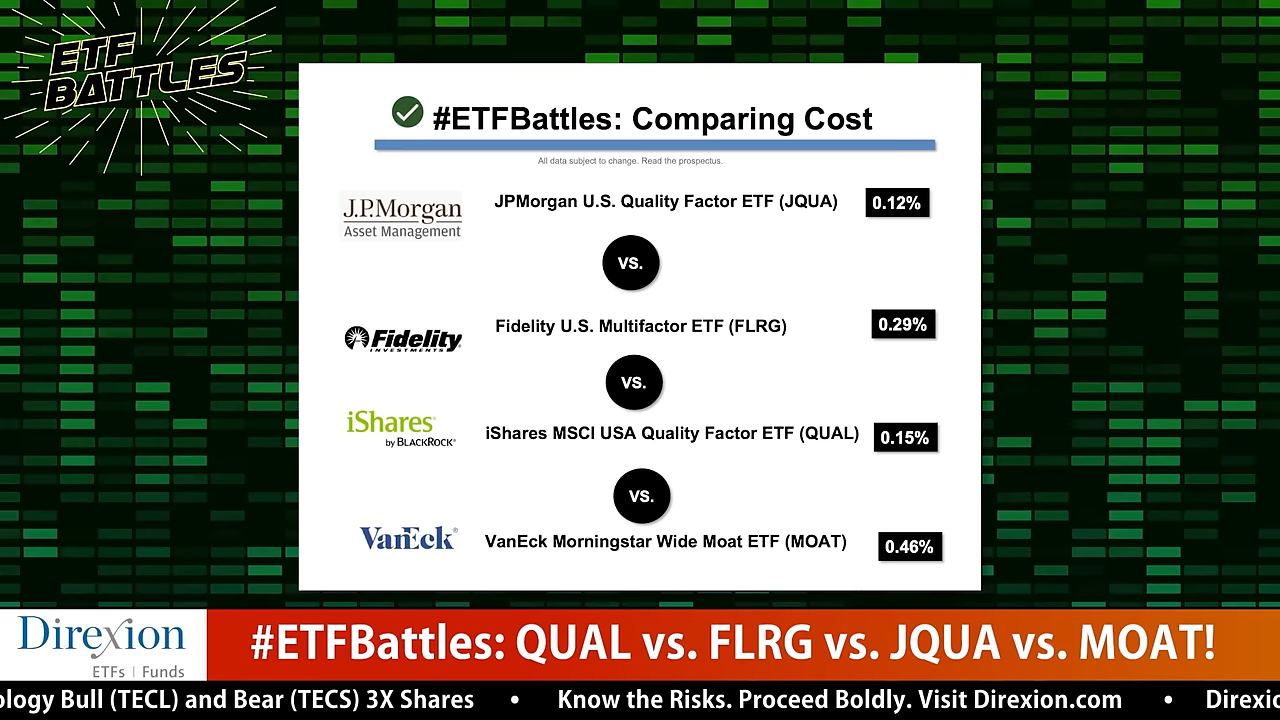 ETF
BATTLES
#ETFBattles: Comparing Cost
All data subject to change. Read the prospectus.
J.P.Morgan
Asset Management
JPMorgan U.S. Quality Factor ETF (JQUA)
0.12%
VS.
Fidelity
INVESTMENTS
Fidelity U.S. Multifactor ETF (FLRG)
0.29%
VS.
iShares®
by BLACKROCK®
iShares MSCI USA Quality Factor ETF (QUAL)
0.15%
VS.
VanEck®
VanEck Morningstar Wide Moat ETF (MOAT)
0.46%
Direxion
ETFs | Funds
#ETFBattles: QUAL vs. FLRG vs. JQUA vs. MOAT!
ology Bull (TECL) and Bear (TECS) 3X Shares • Know the Risks. Proceed Boldly. Visit Direxion.com • Direxi